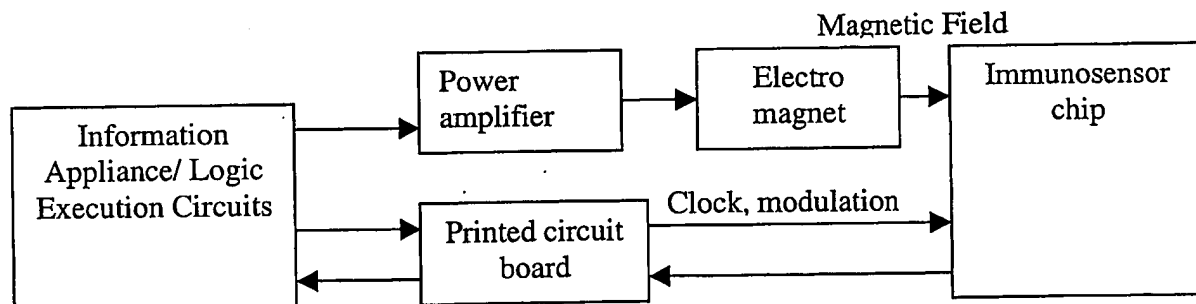 Magnetic Field
Power
amplifier
Electro
magnet
Immunosensor
chip
Information
Appliance/ Logic
Execution Circuits
Clock, modulation
Printed circuit
board